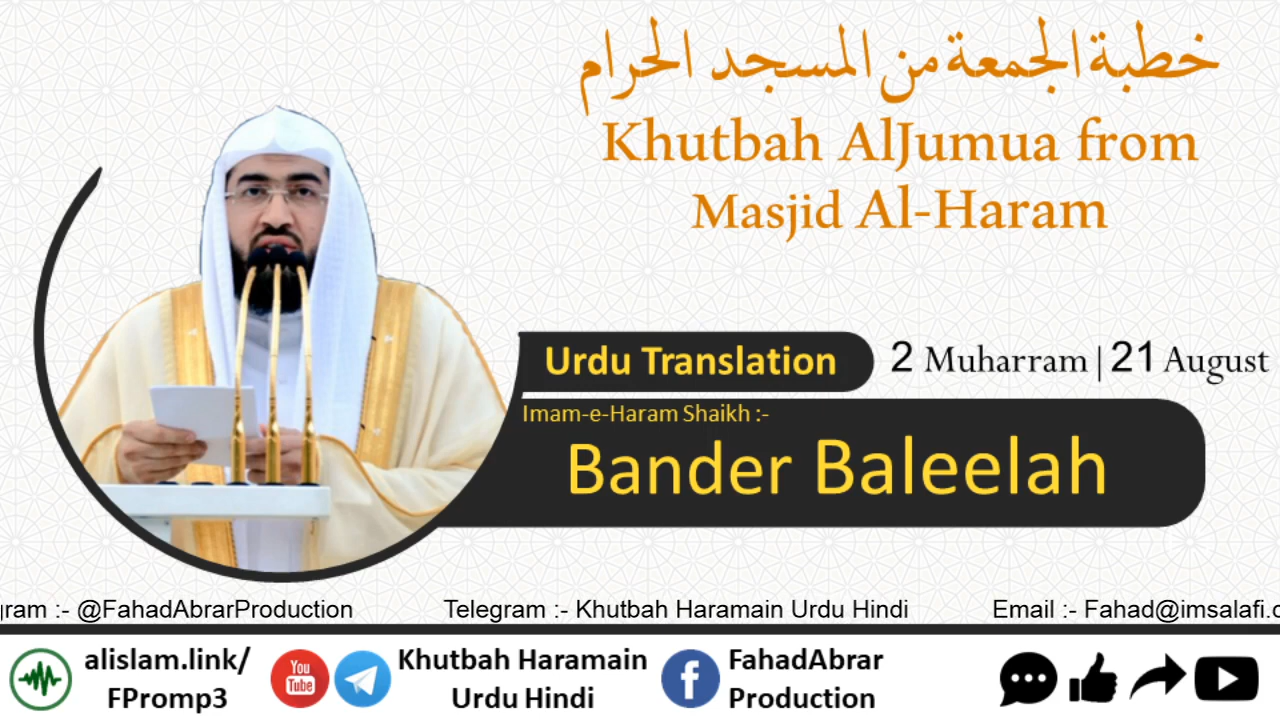 خطبة الجمعة من المسجد الحرام
Khutbah AlJumua from
Masjid Al-Haram
Urdu Translation
2 Muharram | 21 August
Imam-e-Haram Shaikh :-
Bander Baleelah
gram :- @FahadAbrarProduction Telegram :- Khutbah Haramain Urdu Hindi Email :- Fahad@imsalafi.c
alislam.link/
FPromp3
You
Tube
Khutbah Haramain
Urdu Hindi
f
FahadAbrar
Production